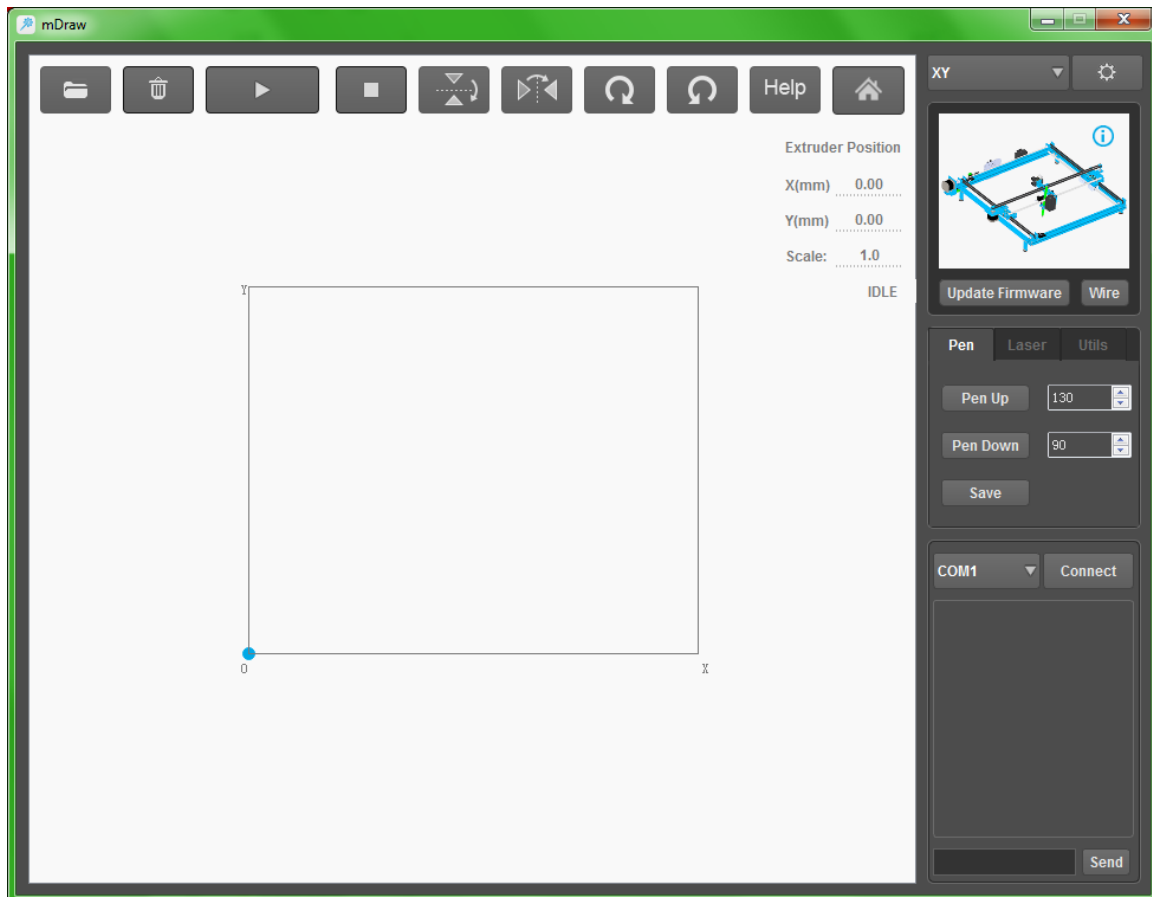 mDraw
Help
XY
Extruder Position
X(mm) 0.00
Y(mm) 0.00
Scale: 1.0
IDLE
Y
O
X
Update Firmware Wire
Pen Laser Utils
Pen Up 130
Pen Down 90
Save
COM1 Connect
Send